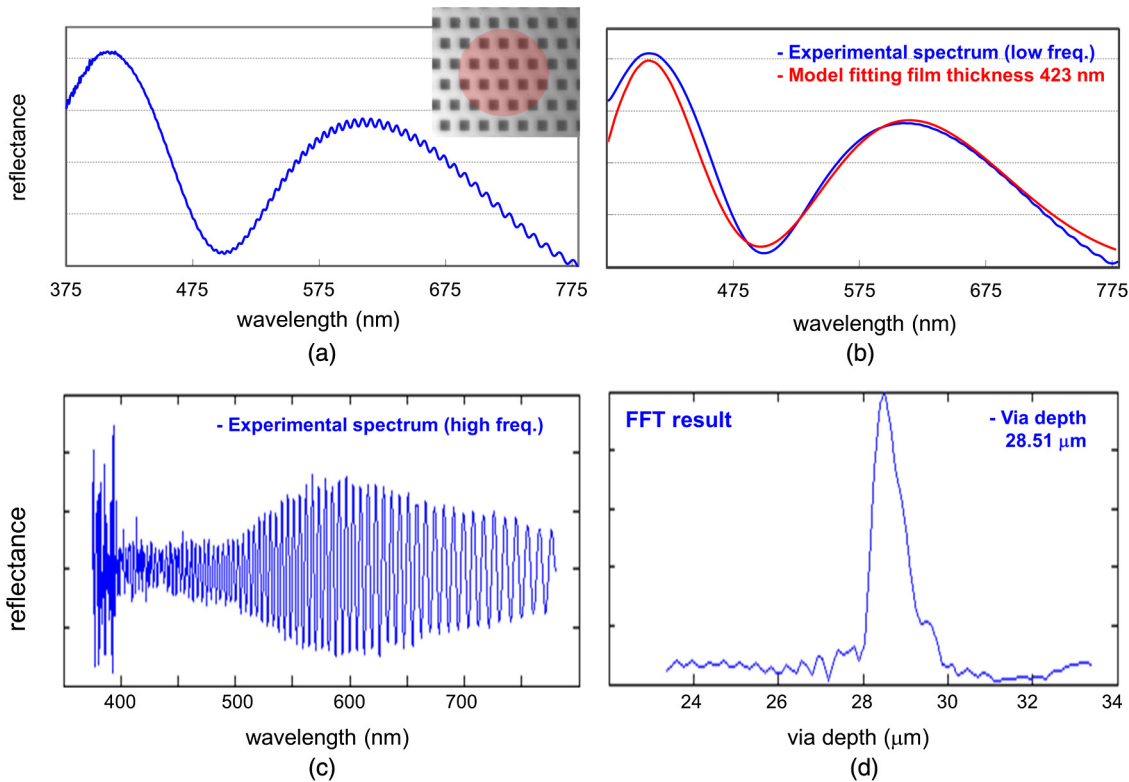 - Experimental spectrum (low freq.)
- Model fitting film thickness 423 nm
reflectance
375 475 575 675 775
475 575 675 775
wavelength (nm)
wavelength (nm)
(a)
(b)
- Experimental spectrum (high freq.)
FFT result
- Via depth
28.51 μm
reflectance
400 500 600 700
24 26 28 30 32 34
wavelength (nm)
via depth (μm)
(c)
(d)